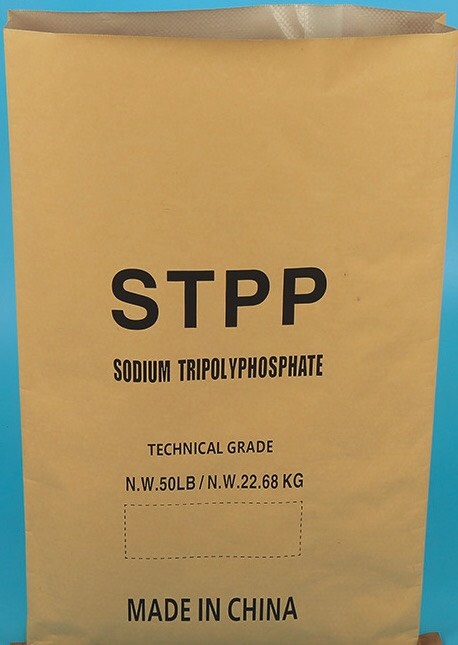 STPP
SODIUM TRIPOLYPHOSPHATE
TECHNICAL GRADE
N.W.50LB / N.W.22.68 KG
MADE IN CHINA